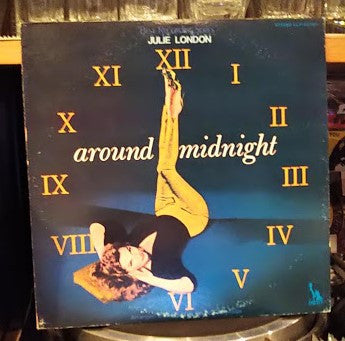 JULIE LONDON
XII
XI
I
X
II
around midnight
IX
III
VIII
IV
V
VI